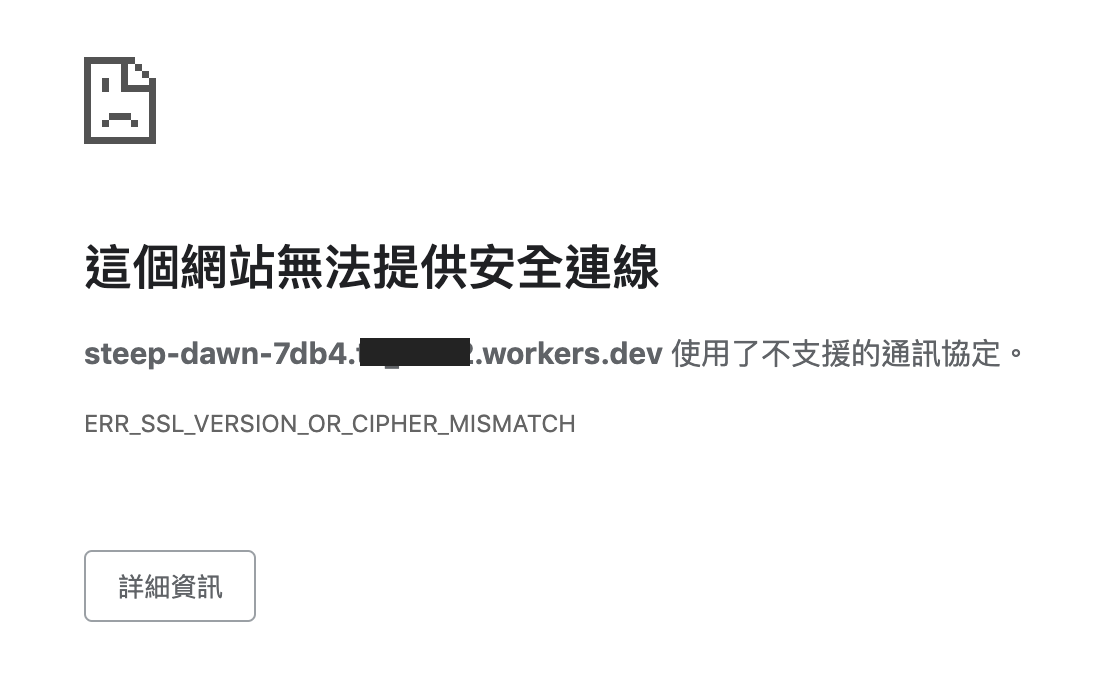 這個網站無法提供安全連線
steep-dawn-7db4. .workers.dev 使用了不支援的通訊協定。
ERR_SSL_VERSION_OR_CIPHER_MISMATCH
詳細資訊